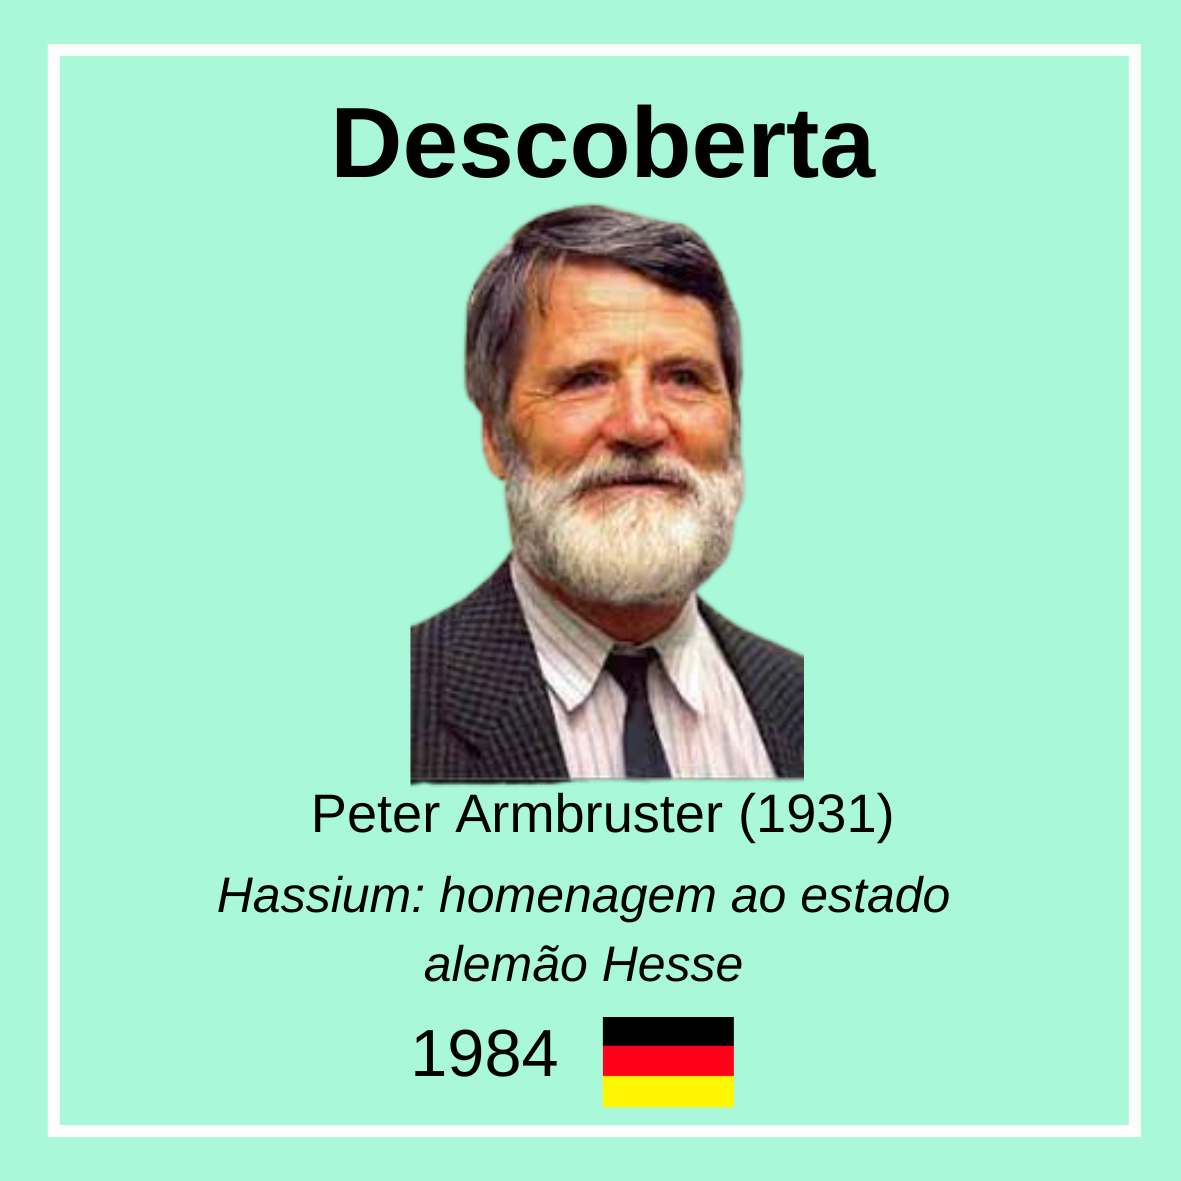 Descoberta
Peter Armbruster (1931)
Hassium: homenagem ao estado
alemão Hesse
1984